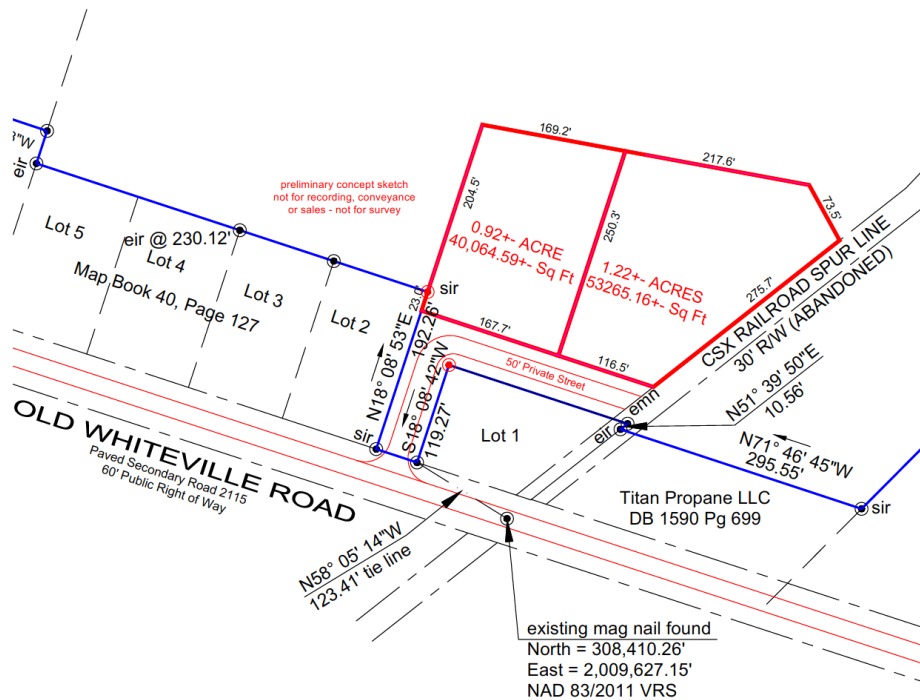 169.2'
217.6'
73.5'
204.5'
250.3'
preliminary concept sketch
not for recording, conveyance
or sales - not for survey
0.92+- ACRE
40,064.59+- Sq Ft
1.22+- ACRES
53265.16+- Sq Ft
275.7'
CSX RAILROAD SPUR LINE
30' R/W (ABANDONED)
"W
eir
Lot 5
eir @ 230.12'
Lot 4
Map Book 40, Page 127
Lot 3
Lot 2
sir
23.0'
167.7'
116.5'
N18° 08' 53"E
192.26'
S18° 08' 42"W
119.27'
50' Private Street
Lot 1
emn
eir
N51° 39' 50"E
10.56'
N71° 46' 45"W
295.55'
sir
sir
OLD WHITEVILLE ROAD
Paved Secondary Road 2115
60' Public Right of Way
Titan Propane LLC
DB 1590 Pg 699
N58° 05' 14"W
123.41' tie line
existing mag nail found
North = 308,410.26'
East = 2,009,627.15'
NAD 83/2011 VRS